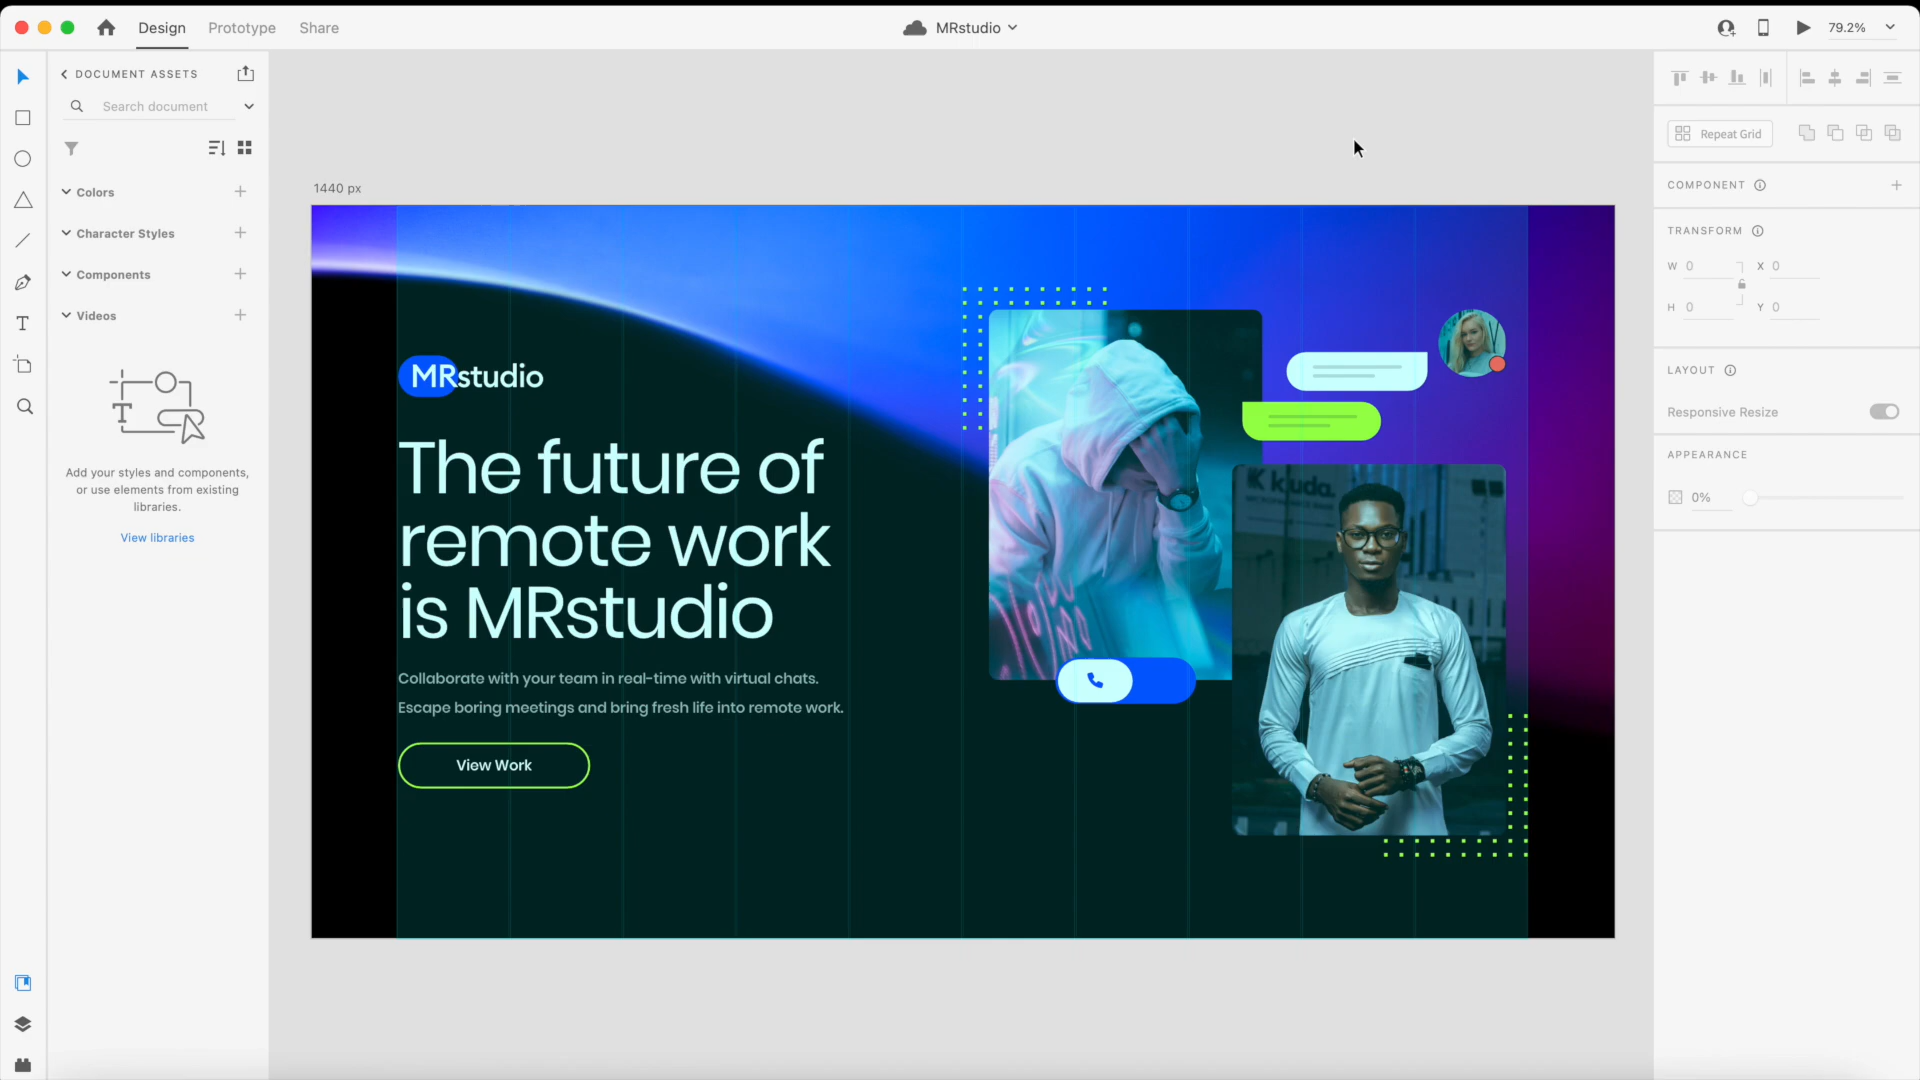 Design
Prototype
Share
MRstudio
79.2%
DOCUMENT ASSETS
Search document
Colors
Character Styles
Components
Videos
Add your styles and components,
or use elements from existing
libraries.
View libraries
1440 px
MRstudio
The future of
remote work
is MRstudio
Collaborate with your team in real-time with virtual chats.
Escape boring meetings and bring fresh life into remote work.
View Work
kuda.
Repeat Grid
COMPONENT
TRANSFORM
W 0
X 0
H 0
Y 0
LAYOUT
Responsive Resize
APPEARANCE
0%